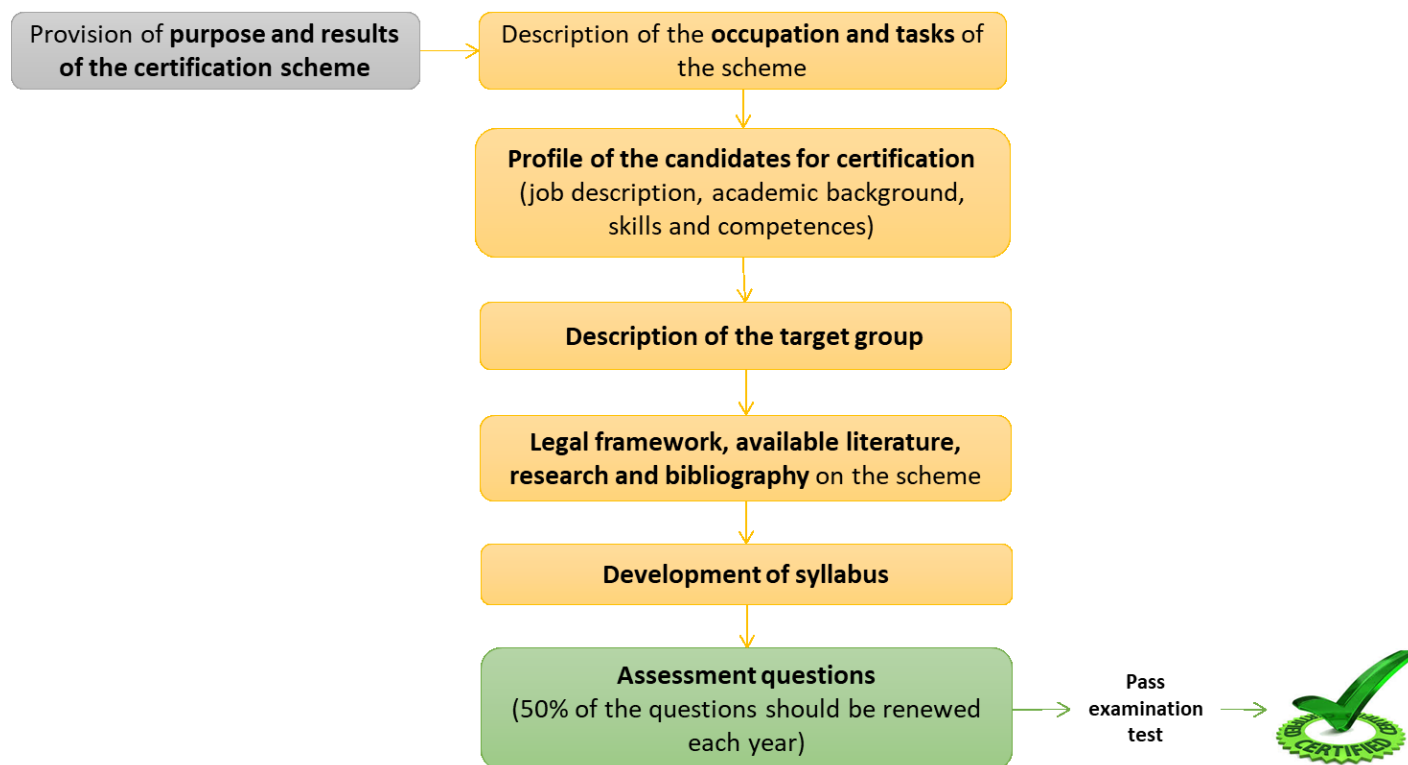 Provision of purpose and results
of the certification scheme
Description of the occupation and tasks of
the scheme
Profile of the candidates for certification
(job description, academic background,
skills and competences)
Description of the target group
Legal framework, available literature,
research and bibliography on the scheme
Development of syllabus
Assessment questions
(50% of the questions should be renewed
each year)
Pass
examination
test
CERTIFIED